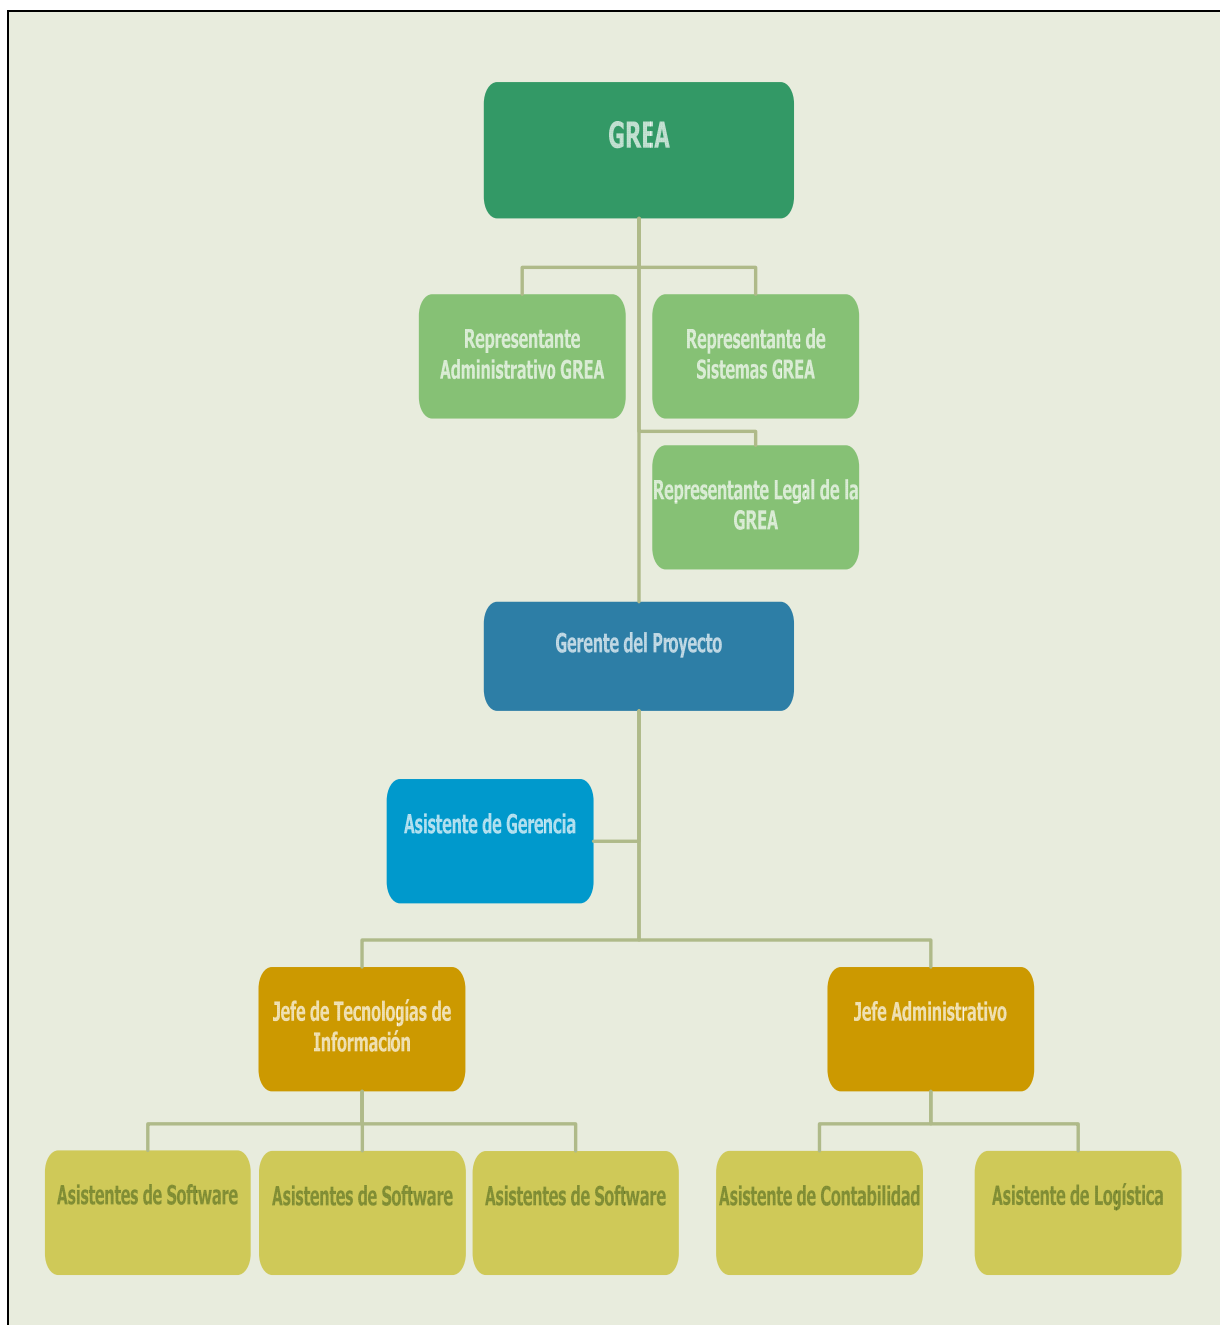 GREA
Representante
Administrativo GREA
Representante de
Sistemas GREA
Representante Legal de la
GREA
Gerente del Proyecto
Asistente de Gerencia
Jefe de Tecnologías de
Información
Jefe Administrativo
Asistentes de Software
Asistentes de Software
Asistentes de Software
Asistente de Contabilidad
Asistente de Logística